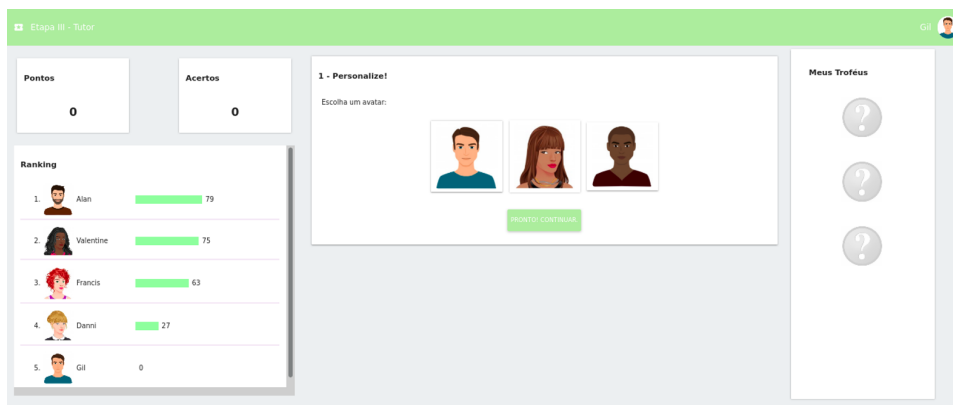 Etapa III - Tutor
Gil
Pontos
0
Acertos
0
Ranking
1. Alan 79
2. Valentine 75
3. Francis 63
4. Danni 27
5. Gil 0
1 - Personalize!
Escolha um avatar:
PRONTO! CONTINUAR
Meus Troféus
?
?
?